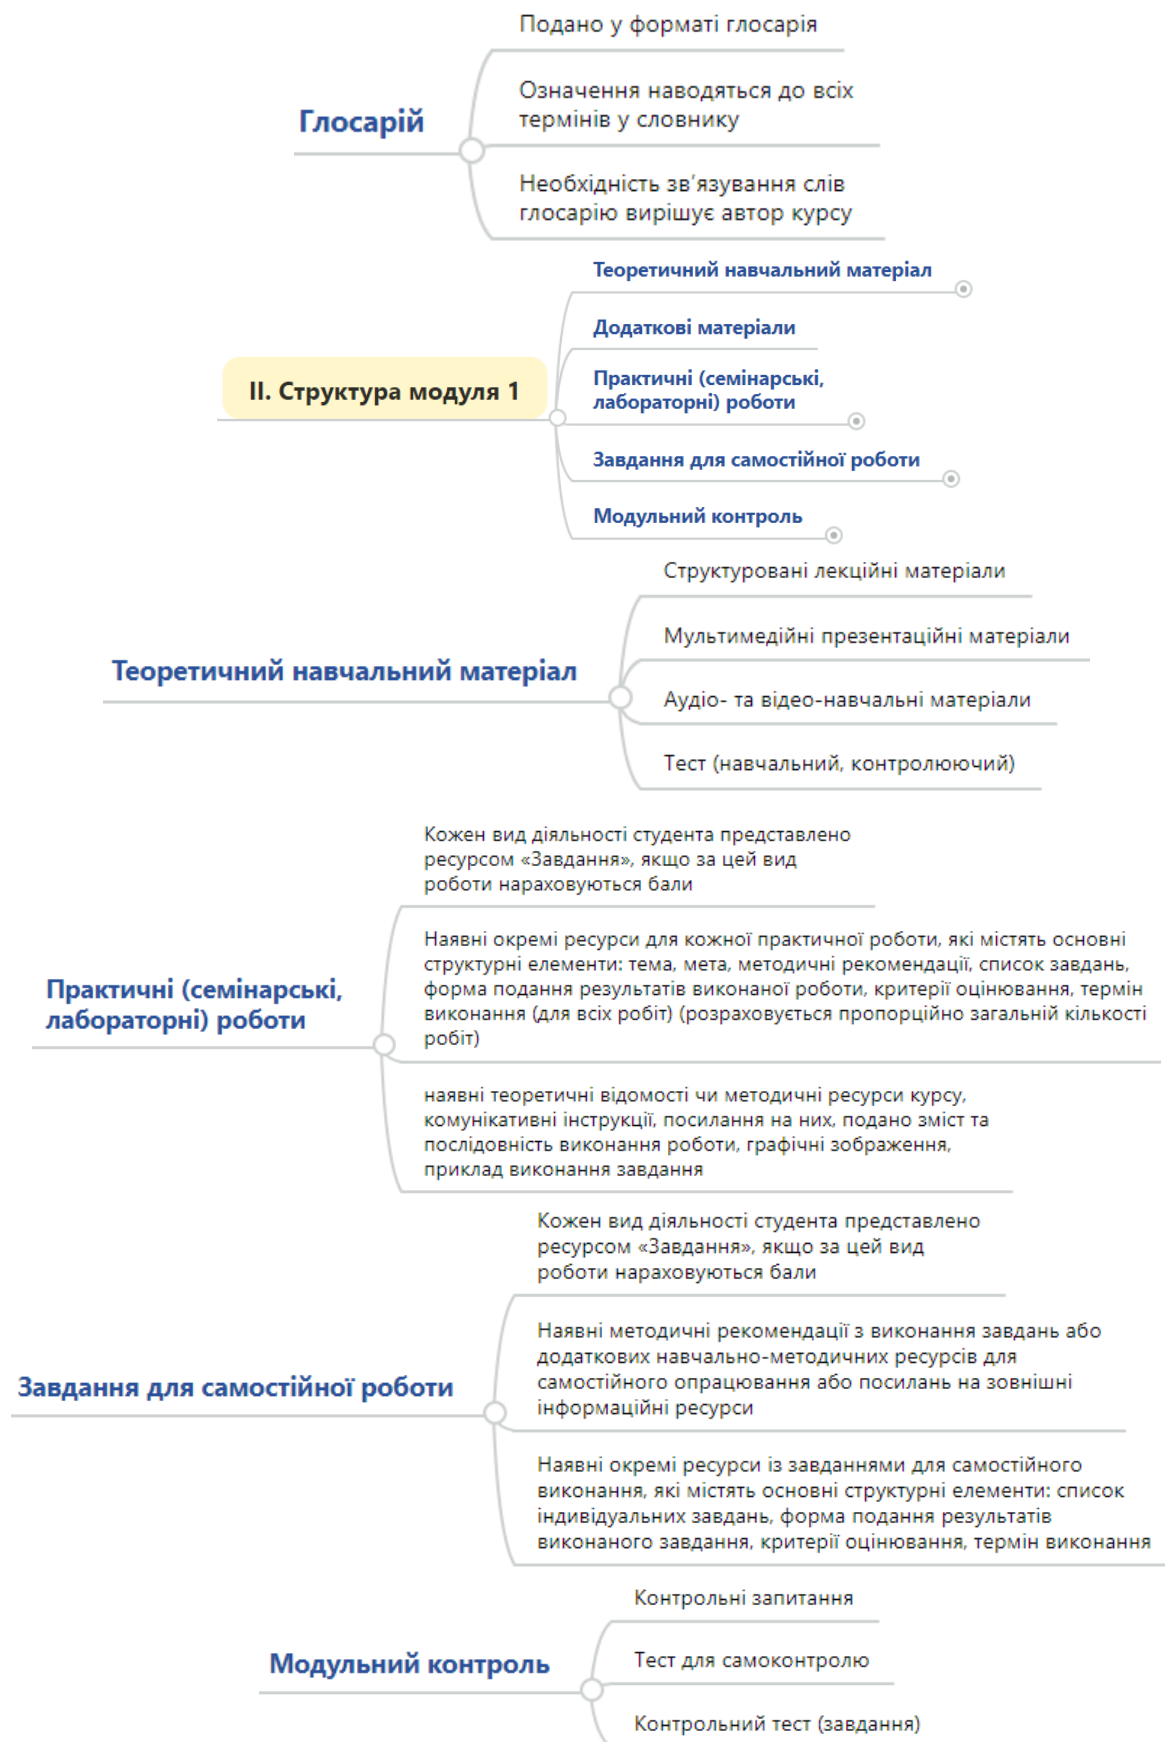 Подано у форматі глосарія
Означення наводяться до всіх
термінів у словнику
Глосарій
Необхідність зв’язування слів
глосарію вирішує автор курсу
Теоретичний навчальний матеріал
Додаткові матеріали
Практичні (семінарські,
лабораторні) роботи
ІІ. Структура модуля 1
Завдання для самостійної роботи
Модульний контроль
Структуровані лекційні матеріали
Мультимедійні презентаційні матеріали
Теоретичний навчальний матеріал
Аудіо- та відео-навчальні матеріали
Тест (навчальний, контролюючий)
Кожен вид діяльності студента представлено
ресурсом «Завдання», якщо за цей вид
роботи нараховуються бали
Наявні окремі ресурси для кожної практичної роботи, які містять основні
структурні елементи: тема, мета, методичні рекомендації, список завдань,
форма подання результатів виконаної роботи, критерії оцінювання, термін
виконання (для всіх робіт) (розраховується пропорційно загальній кількості
робіт)
Практичні (семінарські,
лабораторні) роботи
наявні теоретичні відомості чи методичні ресурси курсу,
комунікативні інструкції, посилання на них, подано зміст та
послідовність виконання роботи, графічні зображення,
приклад виконання завдання
Кожен вид діяльності студента представлено
ресурсом «Завдання», якщо за цей вид
роботи нараховуються бали
Наявні методичні рекомендації з виконання завдань або
додаткових навчально-методичних ресурсів для
самостійного опрацювання або посилань на зовнішні
інформаційні ресурси
Завдання для самостійної роботи
Наявні окремі ресурси із завданнями для самостійного
виконання, які містять основні структурні елементи: список
індивідуальних завдань, форма подання результатів
виконаного завдання, критерії оцінювання, термін виконання
Контрольні запитання
Модульний контроль
Тест для самоконтролю
Контрольний тест (завдання)